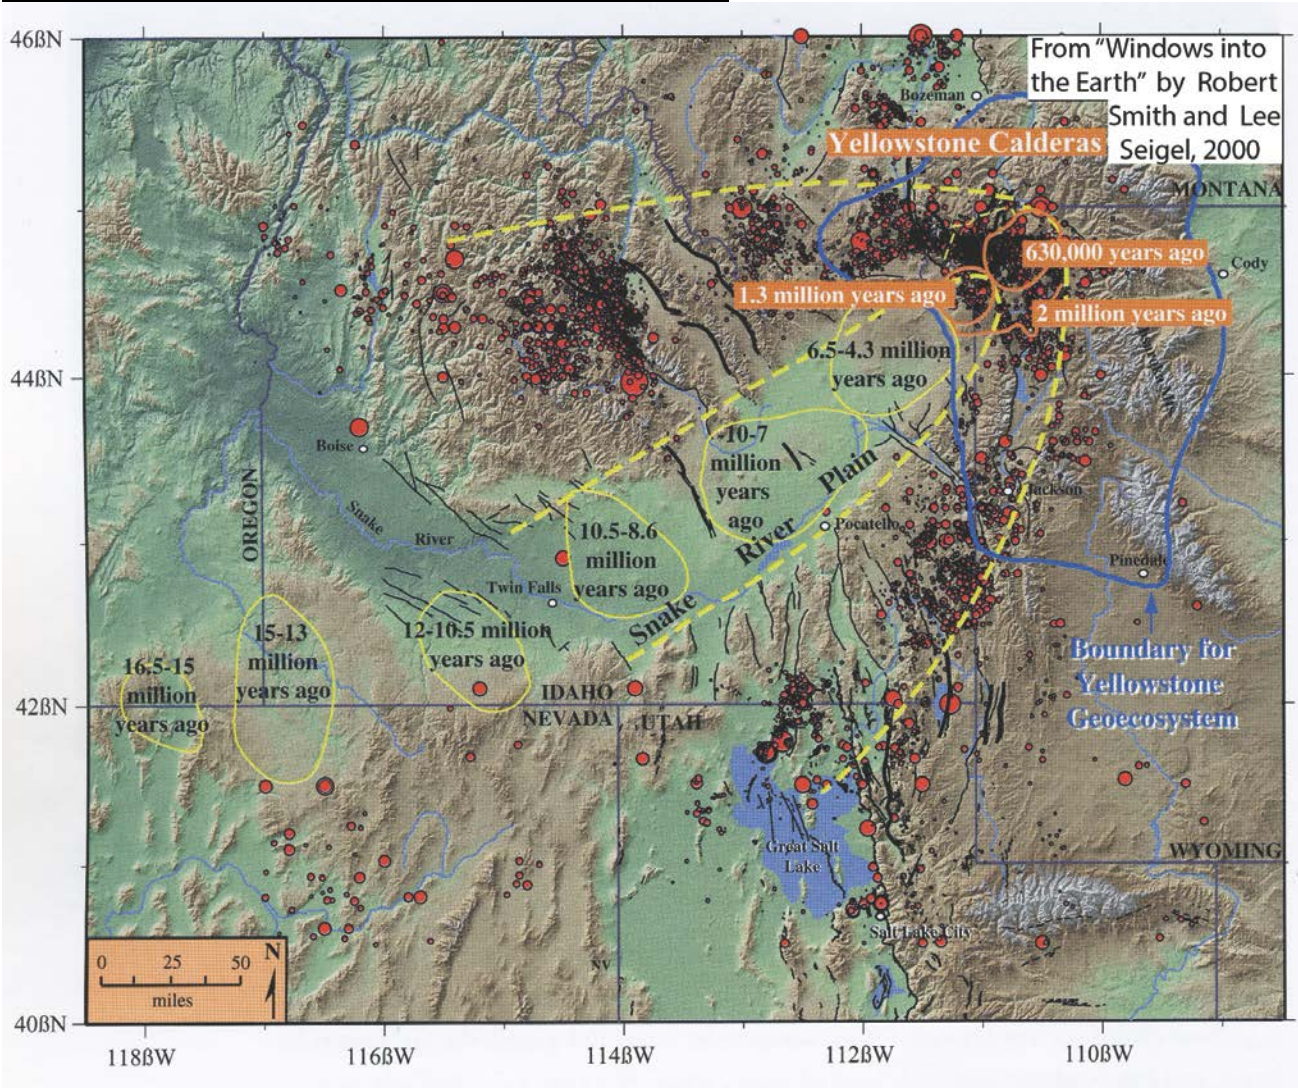 46ßN
From "Windows into
the Earth" by Robert
Smith and Lee
Seigel, 2000
Bozeman
Yellowstone Calderas
MONTANA
630,000 years ago
Cody
1.3 million years ago
2 million years ago
6.5-4.3 million
years ago
44ßN
Boise
-10-7
million
years
ago
Plain
River
Snake
Pocatello
Jackson
OREGON
Snake
River
10.5-8.6
million
years ago
Twin Falls
Pinedale
12-10.5 million
years ago
15-13
million
years ago
16.5-15
million
years ago
Boundary for
Yellowstone
Geoecosystem
IDAHO
NEVADA
UTAH
42ßN
Great Salt
Lake
WYOMING
Salt Lake City
NV
N
0 25 50
miles
40ßN
118ßW 116ßW 114ßW 112ßW 110ßW